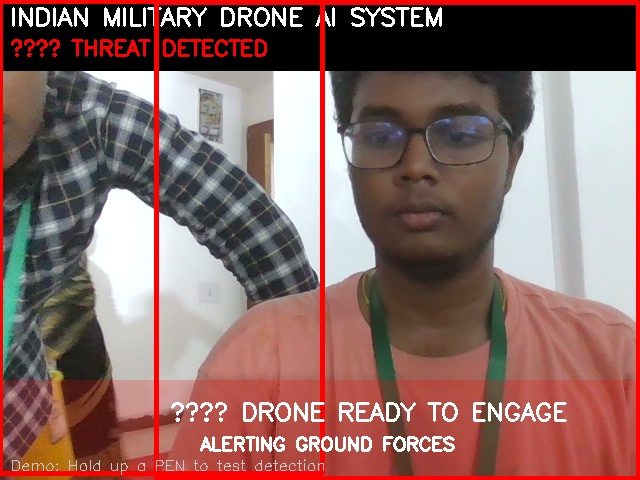 INDIAN MILITARY DRONE AI SYSTEM
???? THREAT DETECTED
???? DRONE READY TO ENGAGE
ALERTING GROUND FORCES
Demo: Hold up a PEN to test detection